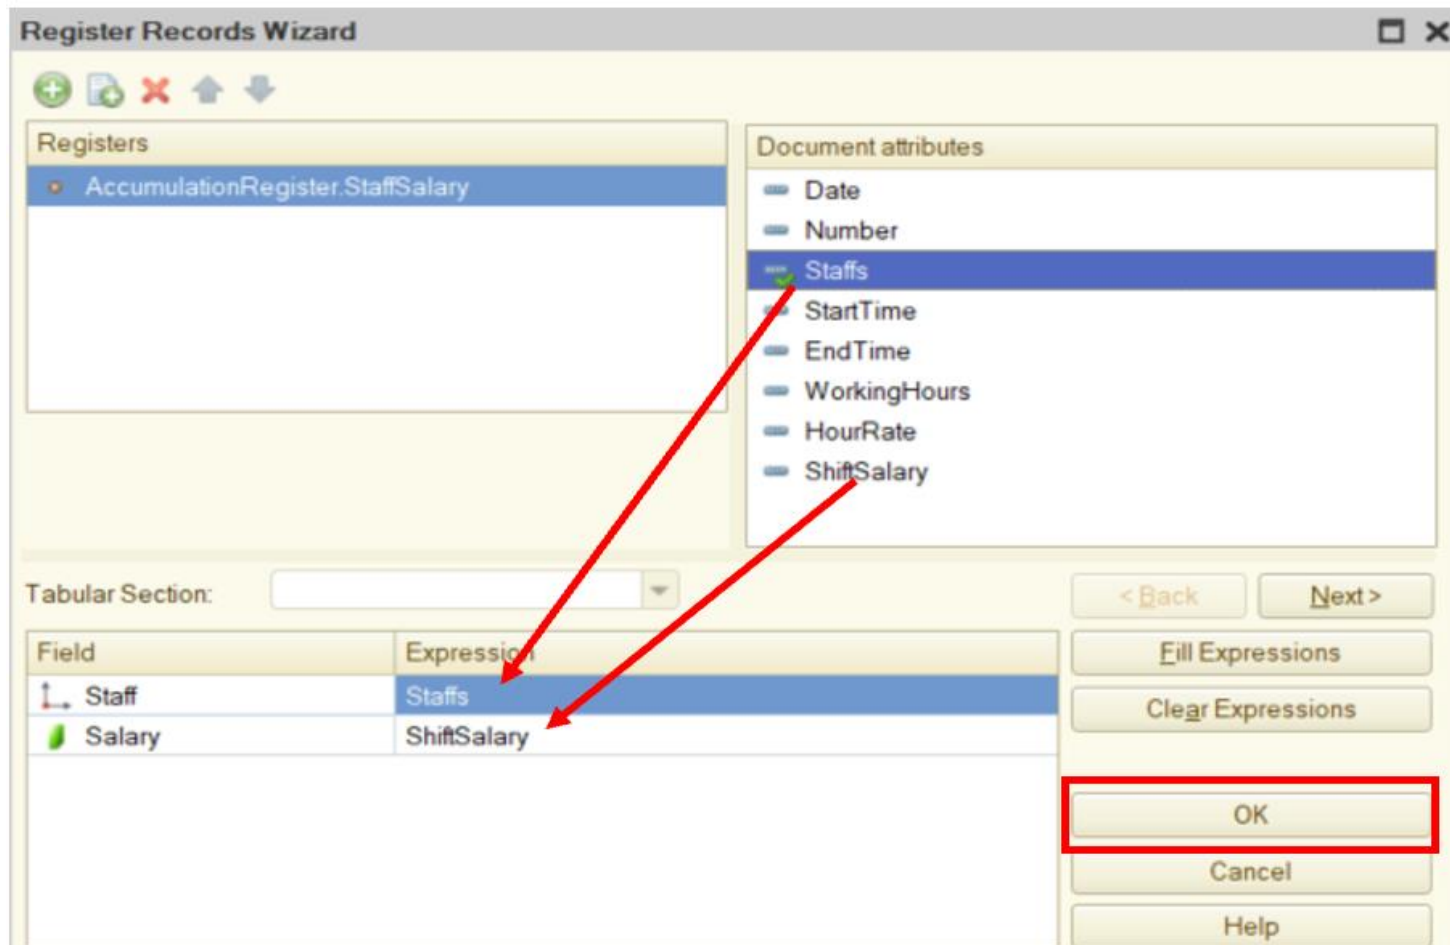 Register Records Wizard
Registers
AccumulationRegister.StaffSalary
Document attributes
Date
Number
Staffs
StartTime
EndTime
WorkingHours
HourRate
ShiftSalary
Tabular Section:
< Back
Next >
Field
Expression
Staff
Staffs
Salary
ShiftSalary
Fill Expressions
Clear Expressions
OK
Cancel
Help